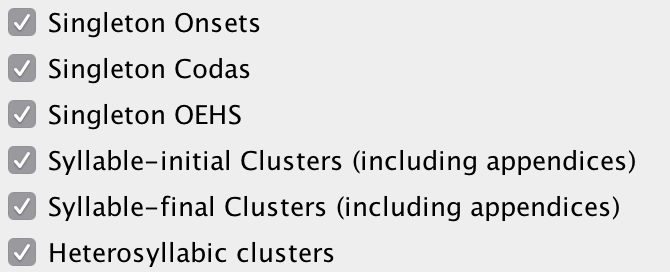 Singleton Onsets
Singleton Codas
Singleton OEHS
Syllable-initial Clusters (including appendices)
Syllable-final Clusters (including appendices)
Heterosyllabic clusters